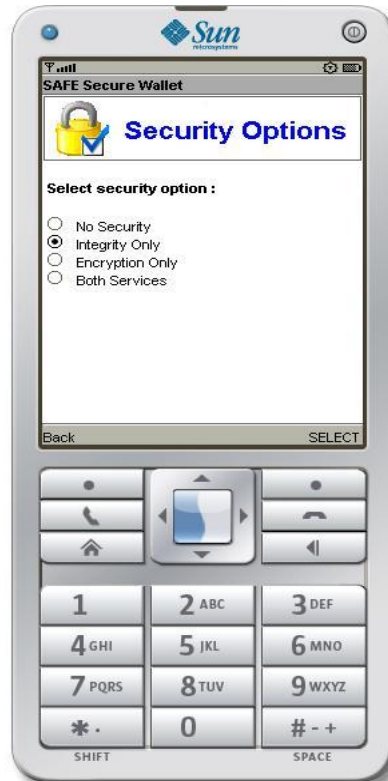 Sun
microsystems
SAFE Secure Wallet
Security Options
Select security option :
No Security
Integrity Only
Encryption Only
Both Services
Back SELECT
1 2 ABC 3 DEF
4 GHI 5 JKL 6 MNO
7 PQRS 8 TUV 9 WXYZ
* . 0 # - +
SHIFT SPACE